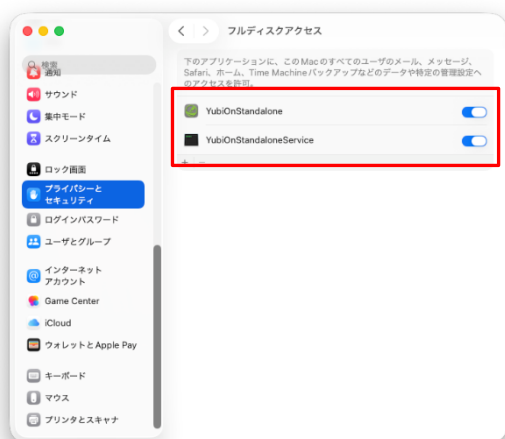 フルディスクアクセス
検索
通知
サウンド
集中モード
スクリーンタイム
ロック画面
プライバシーと
セキュリティ
ログインパスワード
ユーザとグループ
インターネット
アカウント
Game Center
iCloud
ウォレットとApple Pay
キーボード
マウス
プリンタとスキャナ
下のアプリケーションに、このMacのすべてのユーザのメール、メッセージ、
Safari、ホーム、Time Machineバックアップなどのデータや特定の管理設定へ
のアクセスを許可。
YubiOnStandalone
YubiOnStandaloneService